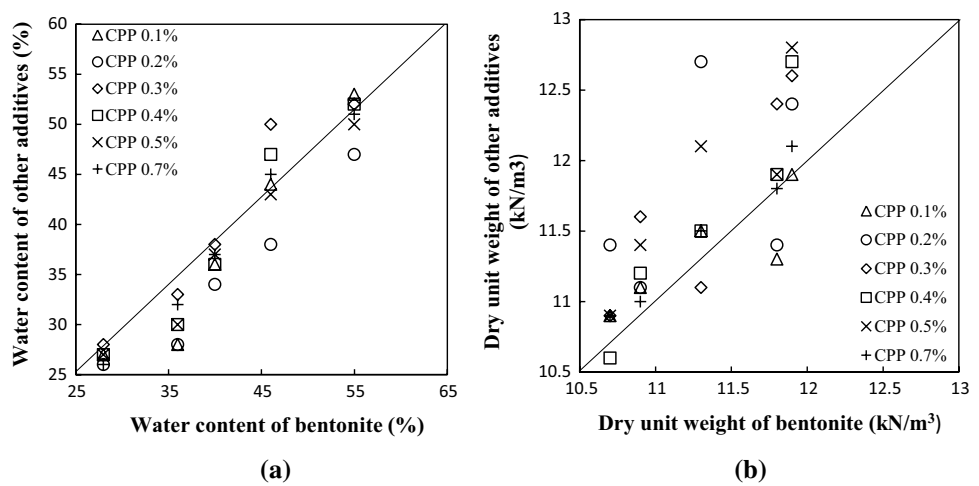 60
55
50
45
40
35
30
25
25 35 45 55 65
Water content of other additives (%)
CPP 0.1%
CPP 0.2%
CPP 0.3%
CPP 0.4%
CPP 0.5%
CPP 0.7%
Water content of bentonite (%)
(a)
13
12.5
12
11.5
11
10.5
10.5 11 11.5 12 12.5 13
Dry unit weight of other additives
(kN/m3)
CPP 0.1%
CPP 0.2%
CPP 0.3%
CPP 0.4%
CPP 0.5%
CPP 0.7%
Dry unit weight of bentonite (kN/m³)
(b)